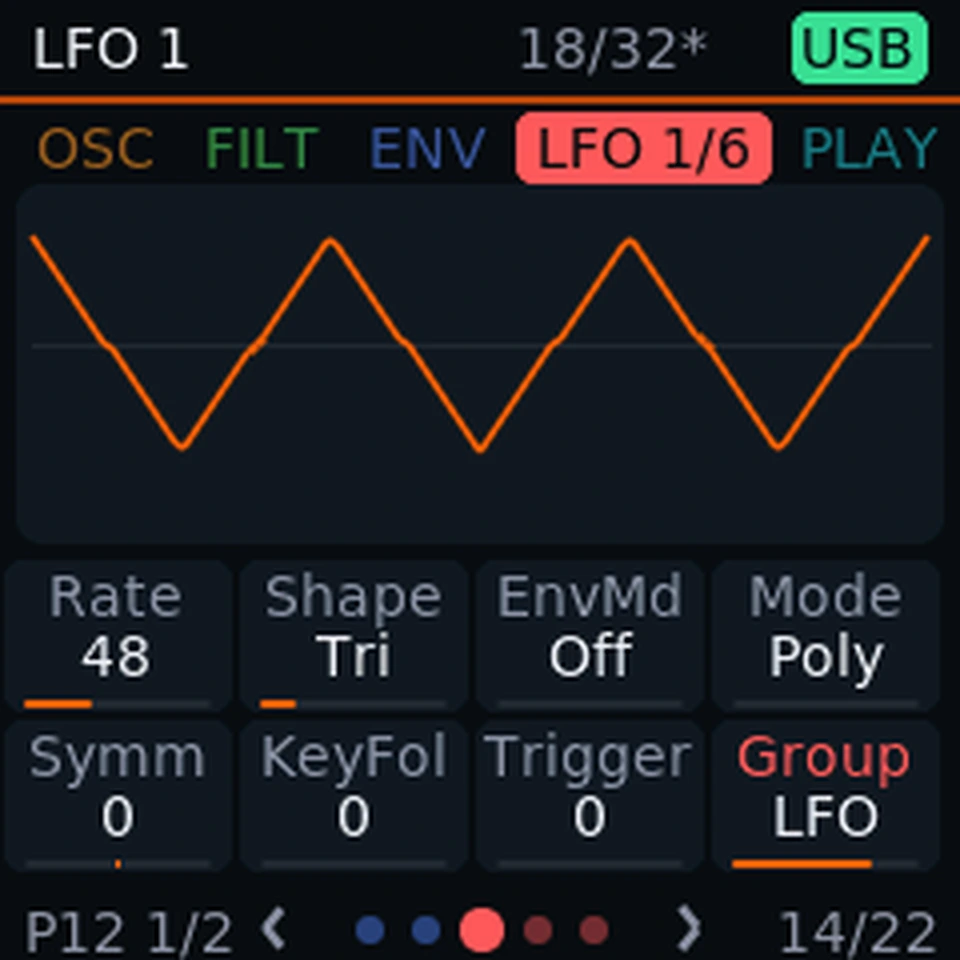 LFO 1 18/32* USB
OSC FILT ENV LFO 1/6 PLAY
Rate Shape EnvMd Mode
48 Tri Off Poly
Symm KeyFol Trigger Group
0 0 0 LFO
P12 1/2 ❮ ❯ 14/22